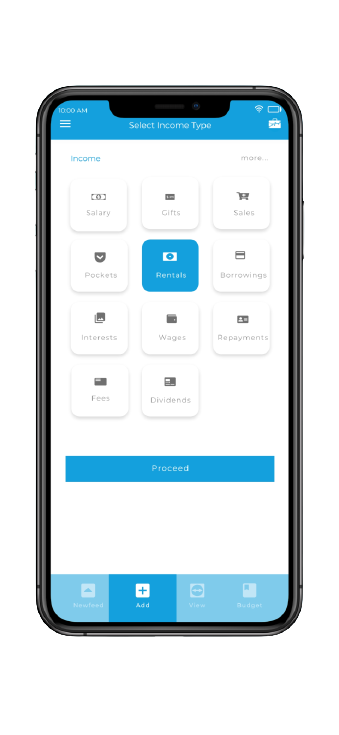 10:00 AM
Select Income Type
Income more...
Salary Gifts Sales
Pockets Rentals Borrowings
Interests Wages Repayments
Fees Dividends
Proceed
Newfeed Add View Budget